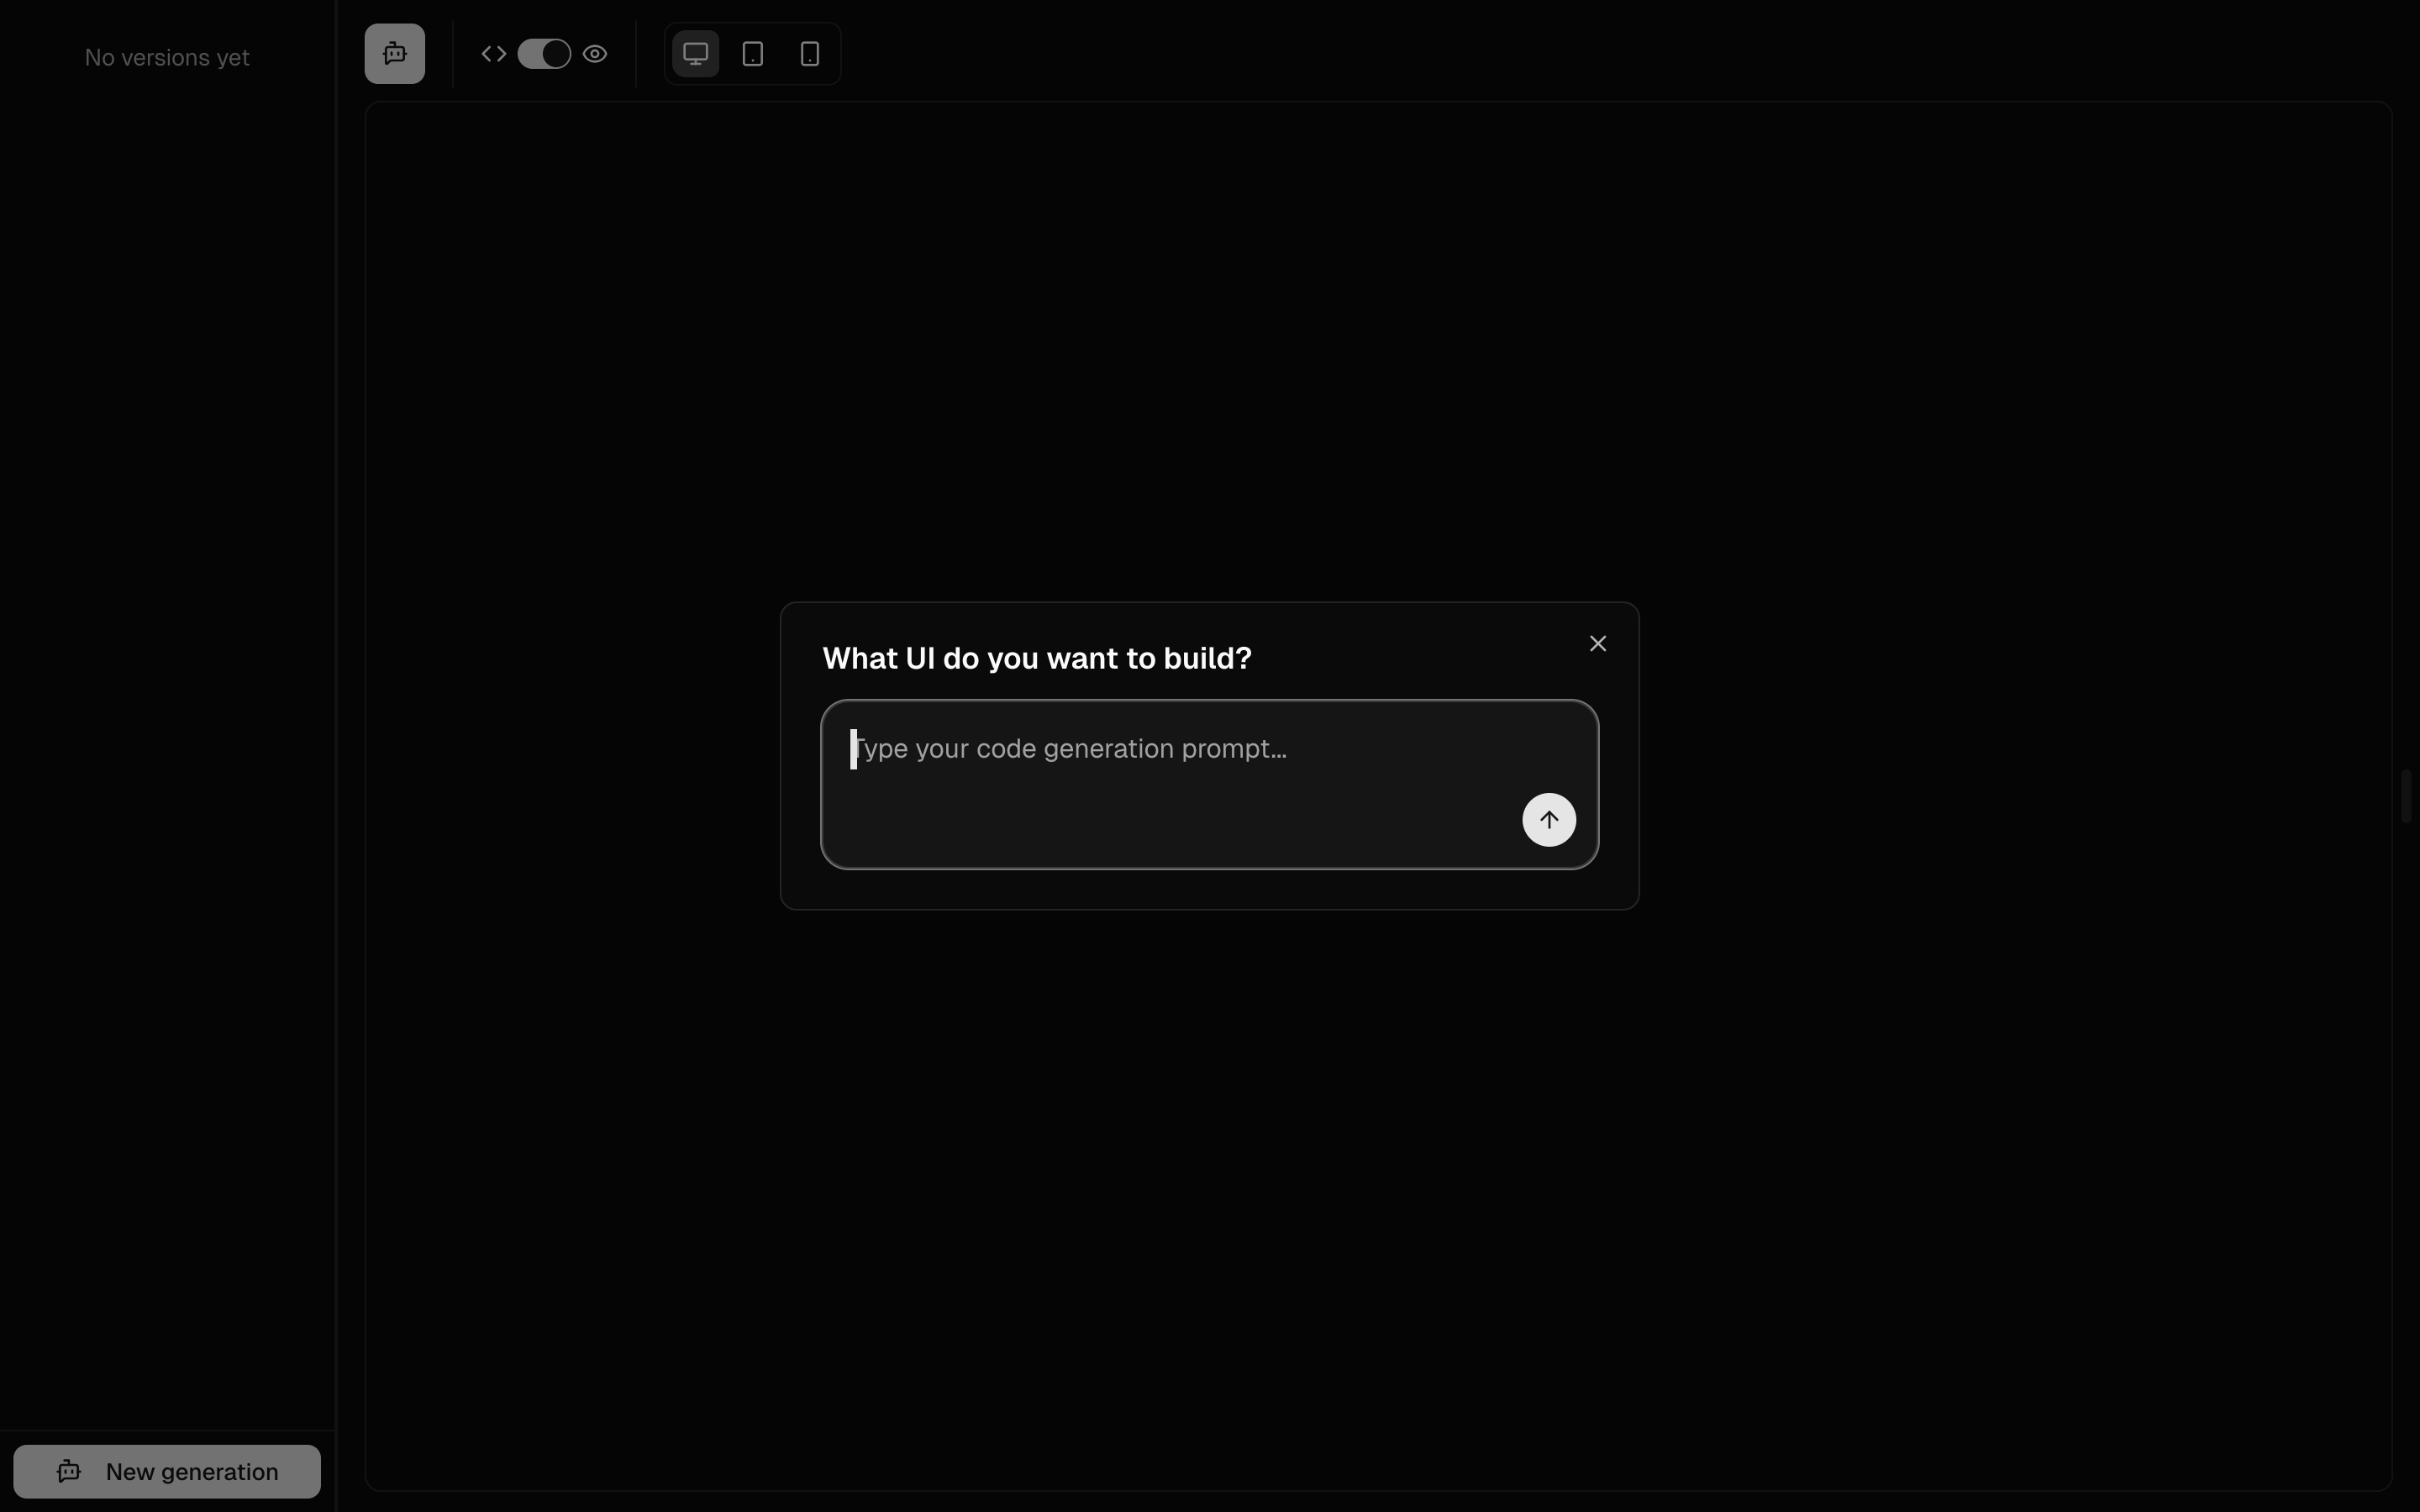 No versions yet
What UI do you want to build?
Type your code generation prompt...
New generation